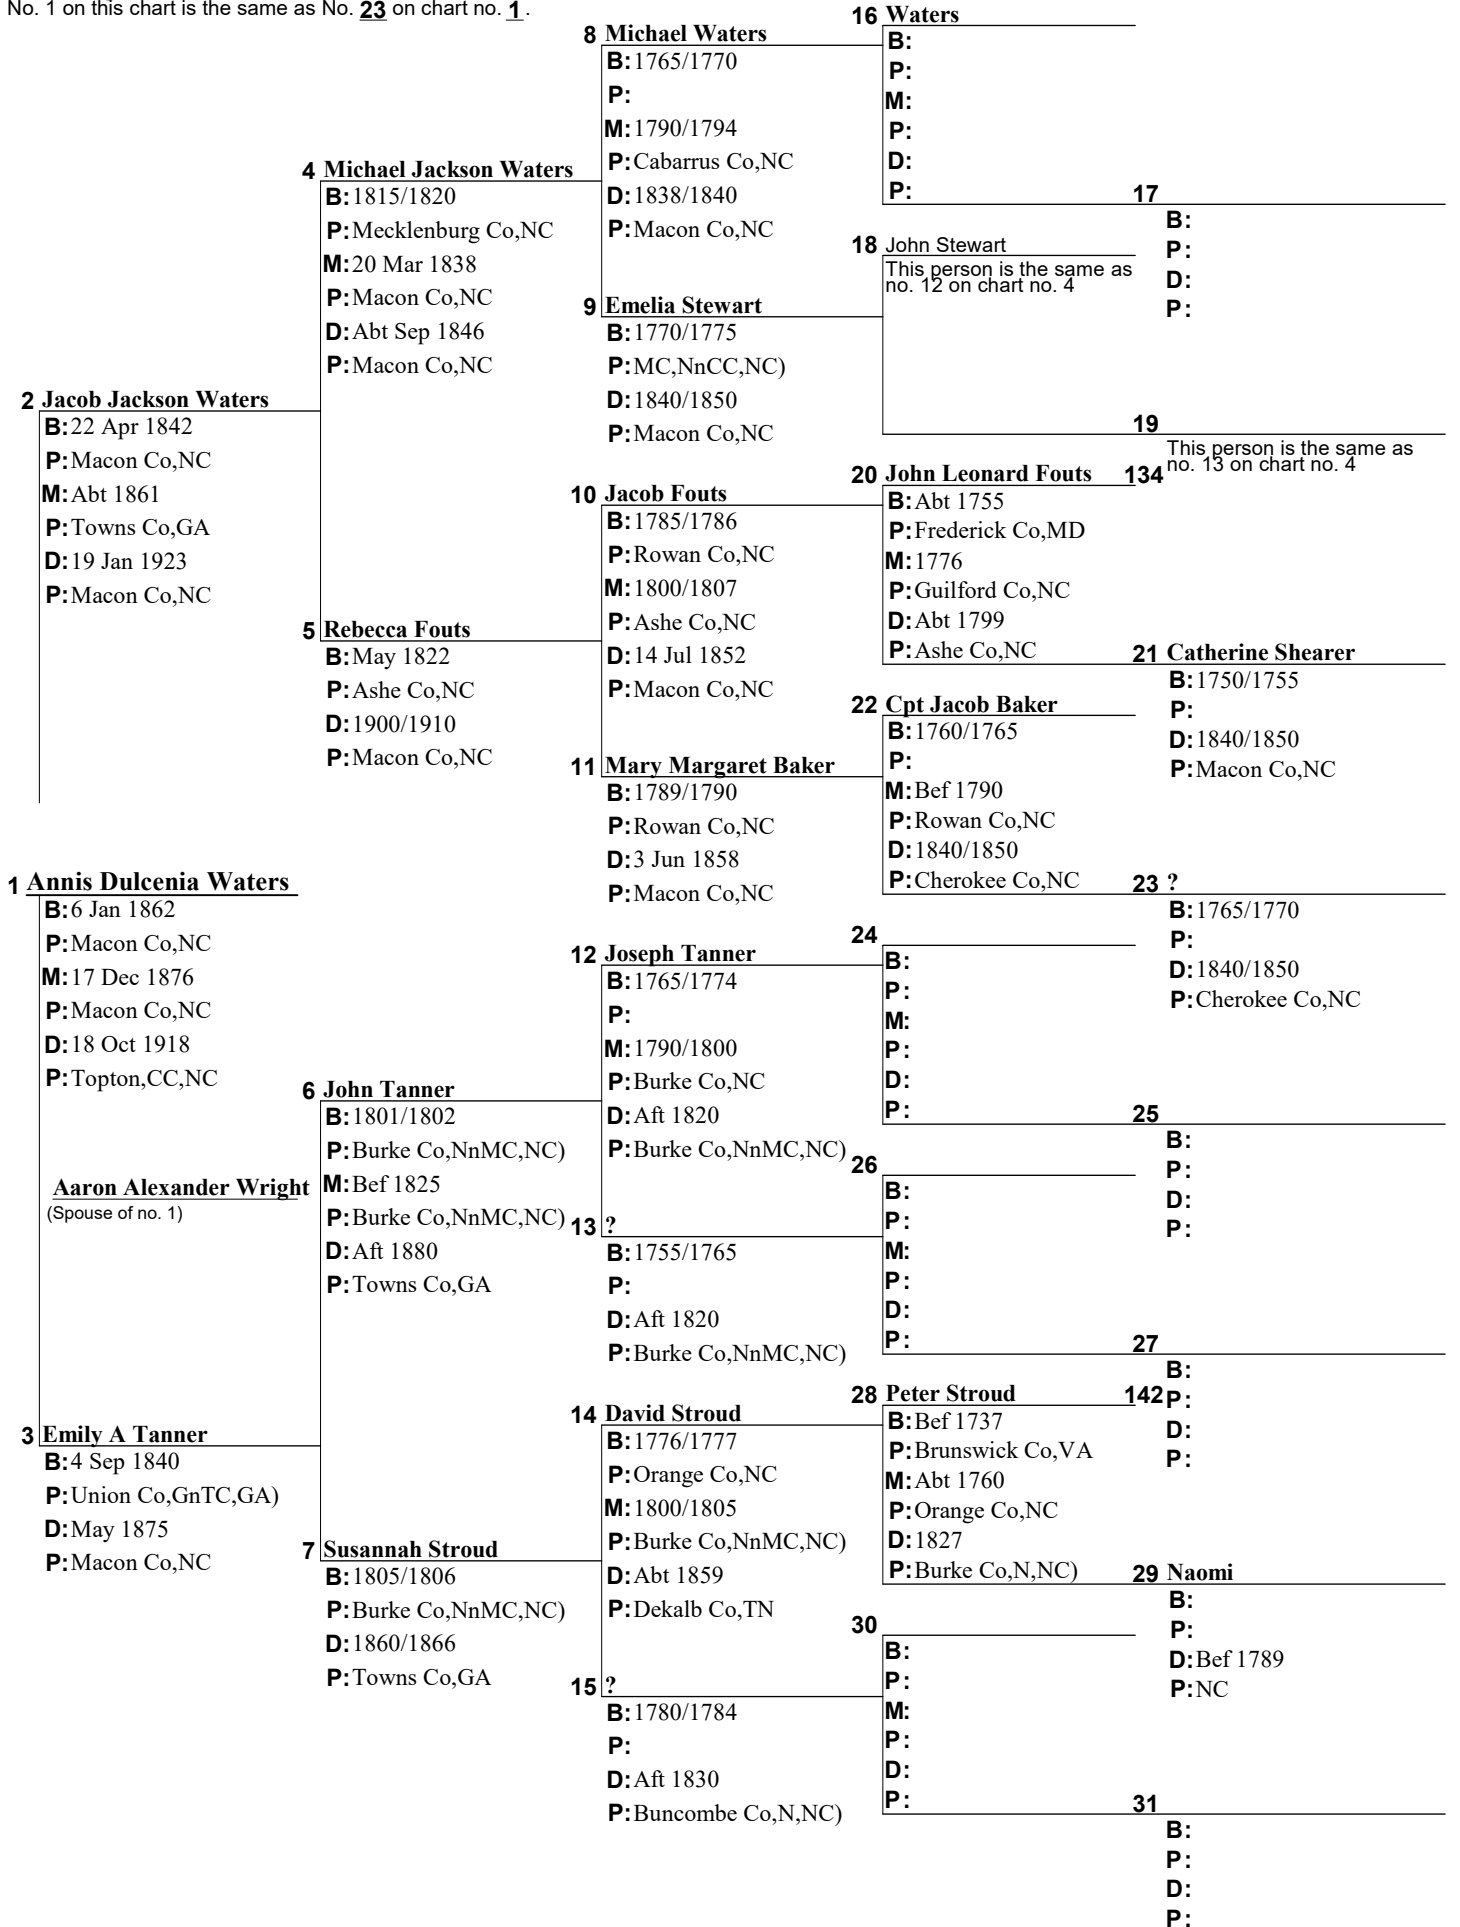 No. 1 on this chart is the same as No. 23 on chart no. 1.
2 Jacob Jackson Waters
B: 22 Apr 1842
P: Macon Co,NC
M: Abt 1861
P: Towns Co,GA
D: 19 Jan 1923
P: Macon Co,NC
1 Annis Dulcenia Waters
B: 6 Jan 1862
P: Macon Co,NC
M: 17 Dec 1876
P: Macon Co,NC
D: 18 Oct 1918
P: Topton,CC,NC
Aaron Alexander Wright
(Spouse of no. 1)
3 Emily A Tanner
B: 4 Sep 1840
P: Union Co,GnTC,GA)
D: May 1875
P: Macon Co,NC
4 Michael Jackson Waters
B: 1815/1820
P: Mecklenburg Co,NC
M: 20 Mar 1838
P: Macon Co,NC
D: Abt Sep 1846
P: Macon Co,NC
5 Rebecca Fouts
B: May 1822
P: Ashe Co,NC
D: 1900/1910
P: Macon Co,NC
6 John Tanner
B: 1801/1802
P: Burke Co,NnMC,NC)
M: Bef 1825
P: Burke Co,NnMC,NC)
D: Aft 1880
P: Towns Co,GA
7 Susannah Stroud
B: 1805/1806
P: Burke Co,NnMC,NC)
D: 1860/1866
P: Towns Co,GA
8 Michael Waters
B: 1765/1770
P:
M: 1790/1794
P: Cabarrus Co,NC
D: 1838/1840
P: Macon Co,NC
9 Emelia Stewart
B: 1770/1775
P: MC,NnCC,NC)
D: 1840/1850
P: Macon Co,NC
10 Jacob Fouts
B: 1785/1786
P: Rowan Co,NC
M: 1800/1807
P: Ashe Co,NC
D: 14 Jul 1852
P: Macon Co,NC
11 Mary Margaret Baker
B: 1789/1790
P: Rowan Co,NC
D: 3 Jun 1858
P: Macon Co,NC
12 Joseph Tanner
B: 1765/1774
P:
M: 1790/1800
P: Burke Co,NC
D: Aft 1820
P: Burke Co,NnMC,NC)
13 ?
B: 1755/1765
P:
D: Aft 1820
P: Burke Co,NnMC,NC)
14 David Stroud
B: 1776/1777
P: Orange Co,NC
M: 1800/1805
P: Burke Co,NnMC,NC)
D: Abt 1859
P: Dekalb Co,TN
15 ?
B: 1780/1784
P:
D: Aft 1830
P: Buncombe Co,N,NC)
16 Waters
B:
P:
M:
P:
D:
P:
17
B:
P:
D:
P:
18 John Stewart
This person is the same as
no. 12 on chart no. 4
19
This person is the same as
no. 13 on chart no. 4
20 John Leonard Fouts 134
B: Abt 1755
P: Frederick Co,MD
M: 1776
P: Guilford Co,NC
D: Abt 1799
P: Ashe Co,NC
21 Catherine Shearer
B: 1750/1755
P:
D: 1840/1850
P: Macon Co,NC
22 Cpt Jacob Baker
B: 1760/1765
P:
M: Bef 1790
P: Rowan Co,NC
D: 1840/1850
P: Cherokee Co,NC
23 ?
B: 1765/1770
P:
D: 1840/1850
P: Cherokee Co,NC
24
B:
P:
M:
P:
D:
P:
25
B:
P:
D:
P:
26
B:
P:
M:
P:
D:
P:
27
B:
P:
D:
P:
28 Peter Stroud 142
B: Bef 1737
P: Brunswick Co,VA
M: Abt 1760
P: Orange Co,NC
D: 1827
P: Burke Co,N,NC)
29 Naomi
B:
P:
D: Bef 1789
P: NC
30
B:
P:
M:
P:
D:
P:
31
B:
P:
D:
P: